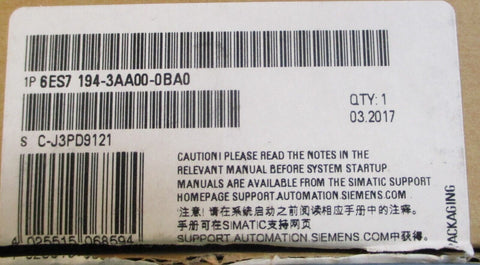 1P 6ES7 194-3AA00-0BA0
QTY: 1
03.2017
S C-J3PD9121
CAUTION! PLEASE READ THE NOTES IN THE
RELEVANT MANUAL BEFORE SYSTEM STARTUP
MANUALS ARE AVAILABLE FROM THE SIMATIC SUPPORT
HOMEPAGE SUPPORT.AUTOMATION.SIEMENS.COM
注意! 请在系统启动之前阅读相应手册中的注释。
手册可在SIMATIC支持网页
SUPPORT.AUTOMATION.SIEMENS.COM中获得。
4 025515 068594
PACKAGING